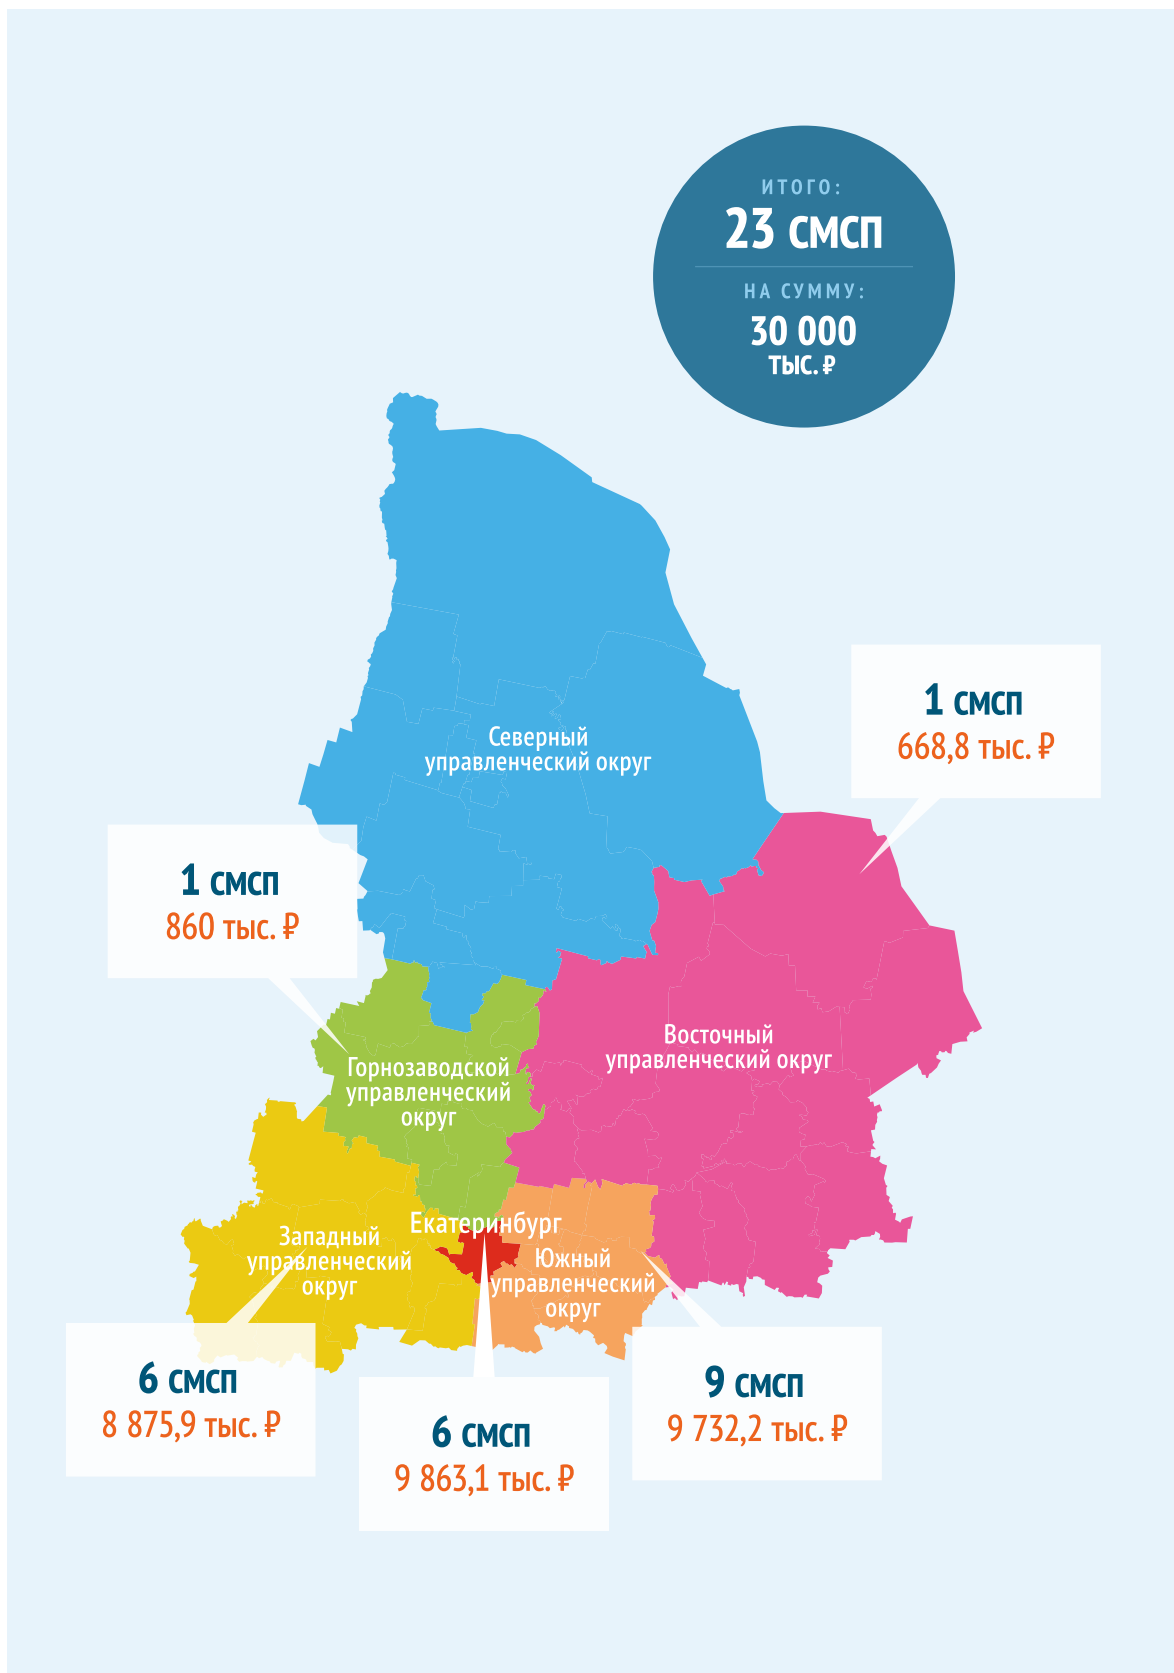 ИТОГО:
23 СМСП
НА СУММУ:
30 000
ТЫС. ₽
Северный
управленческий округ
1 СМСП
668,8 тыс. ₽
1 СМСП
860 тыс. ₽
Восточный
управленческий округ
Горнозаводской
управленческий
округ
Екатеринбург
Западный
управленческий
округ
Южный
управленческий
округ
6 СМСП
8 875,9 тыс. ₽
6 СМСП
9 863,1 тыс. ₽
9 СМСП
9 732,2 тыс. ₽